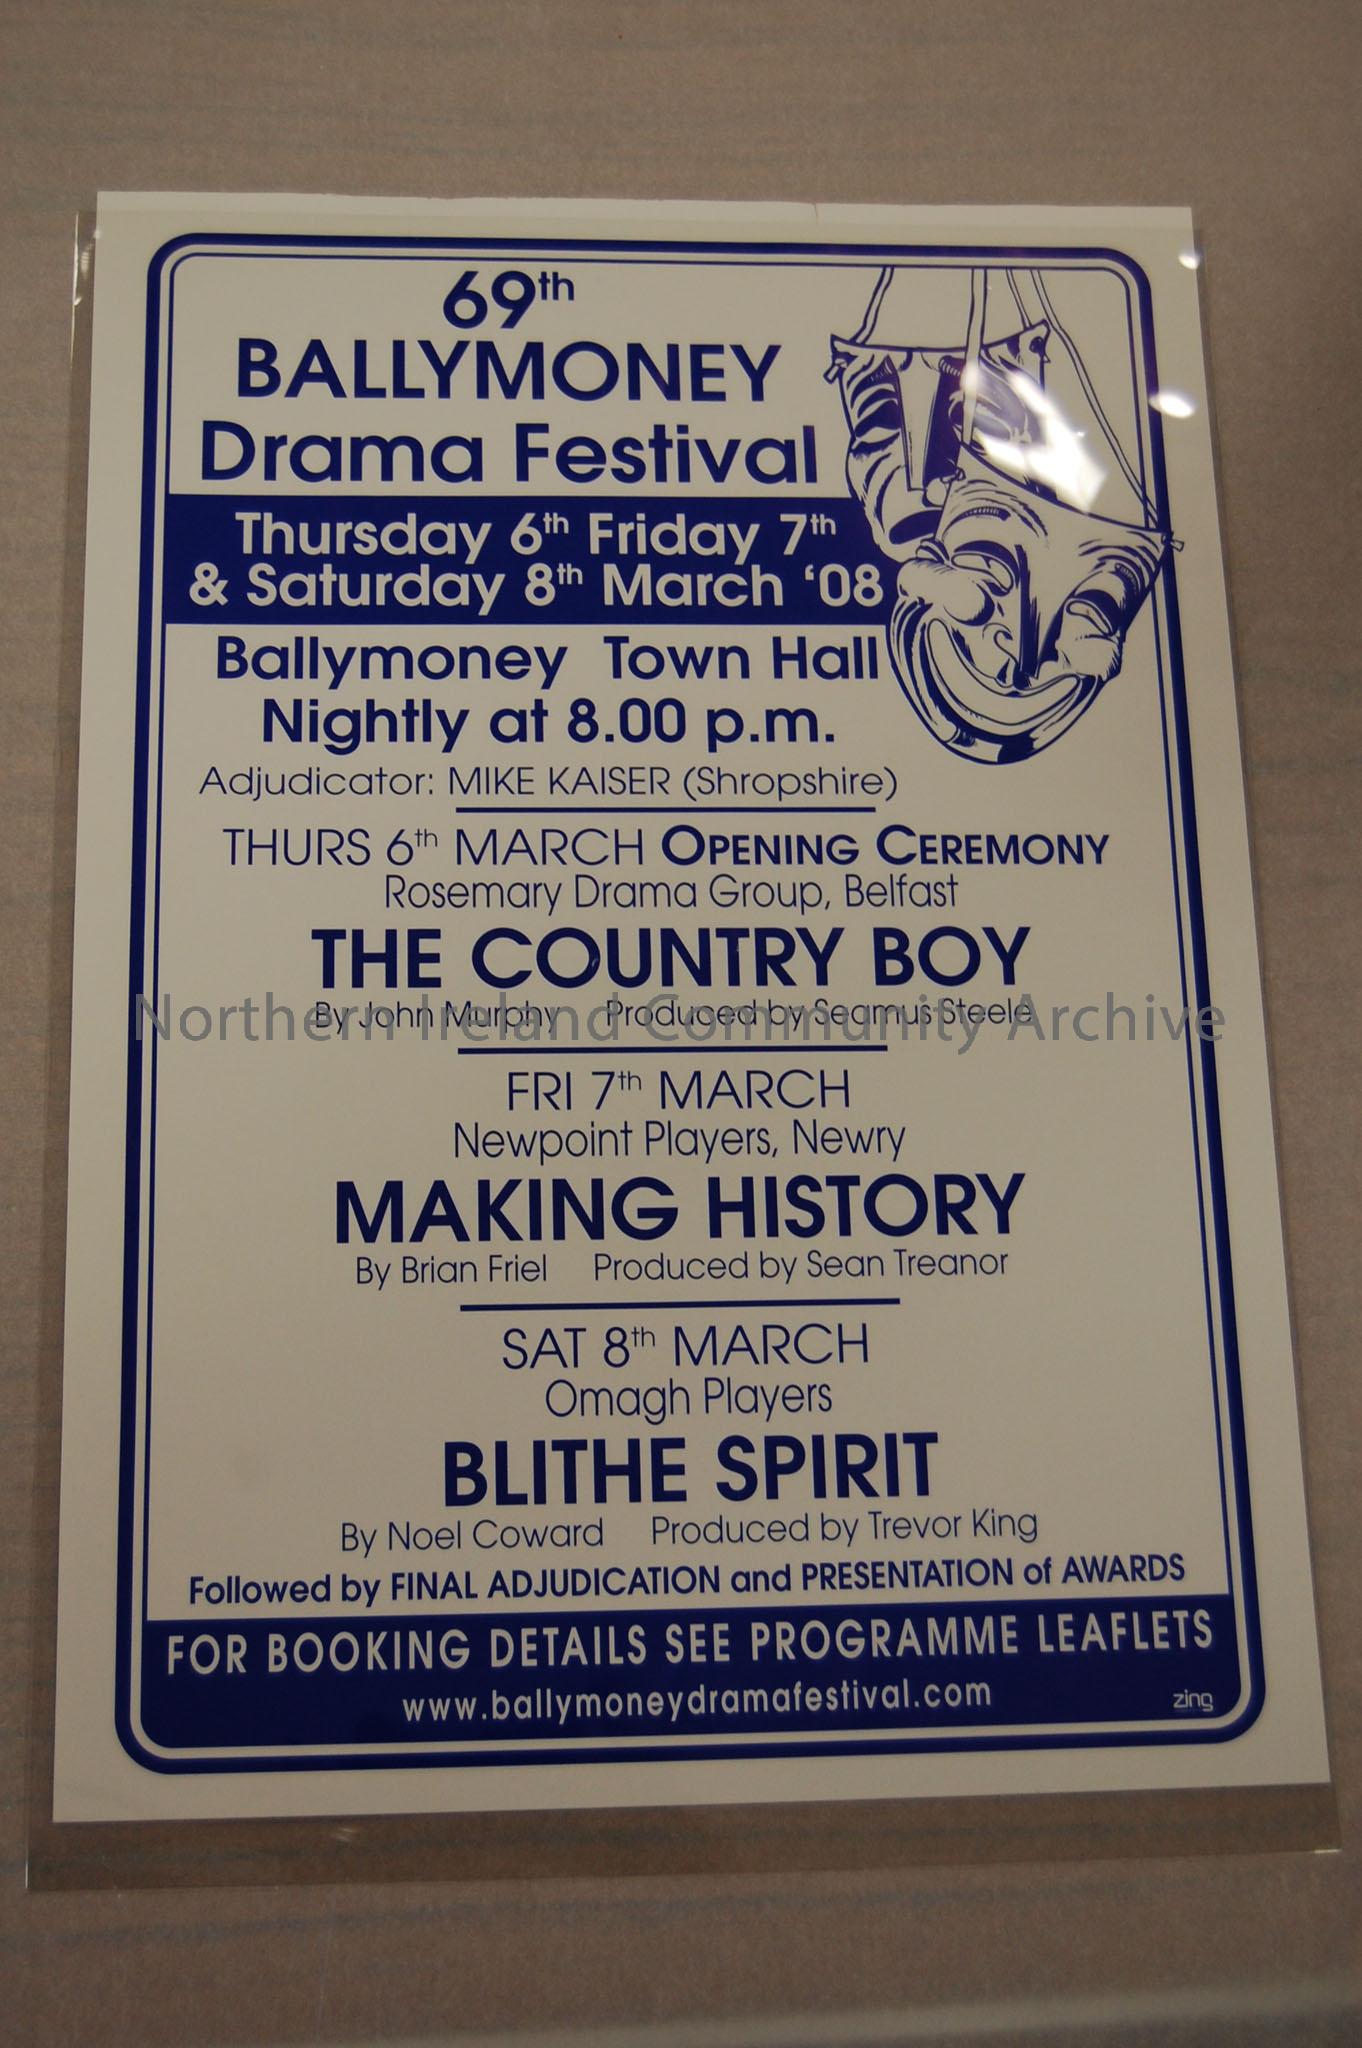 69th
BALLYMONEY
Drama Festival
Thursday 6th Friday 7th
& Saturday 8th March ‘08
Ballymoney Town Hall
Nightly at 8.00 p.m.
Adjudicator: MIKE KAISER (Shropshire)
THURS 6th MARCH OPENING CEREMONY
Rosemary Drama Group, Belfast
THE COUNTRY BOY
By John Murphy Produced by Seamus Steele
Northern Ireland Community Archive
FRI 7th MARCH
Newpoint Players, Newry
MAKING HISTORY
By Brian Friel Produced by Sean Treanor
SAT 8th MARCH
Omagh Players
BLITHE SPIRIT
By Noel Coward Produced by Trevor King
Followed by FINAL ADJUDICATION and PRESENTATION of AWARDS
FOR BOOKING DETAILS SEE PROGRAMME LEAFLETS
www.ballymoneydramafestival.com
zing